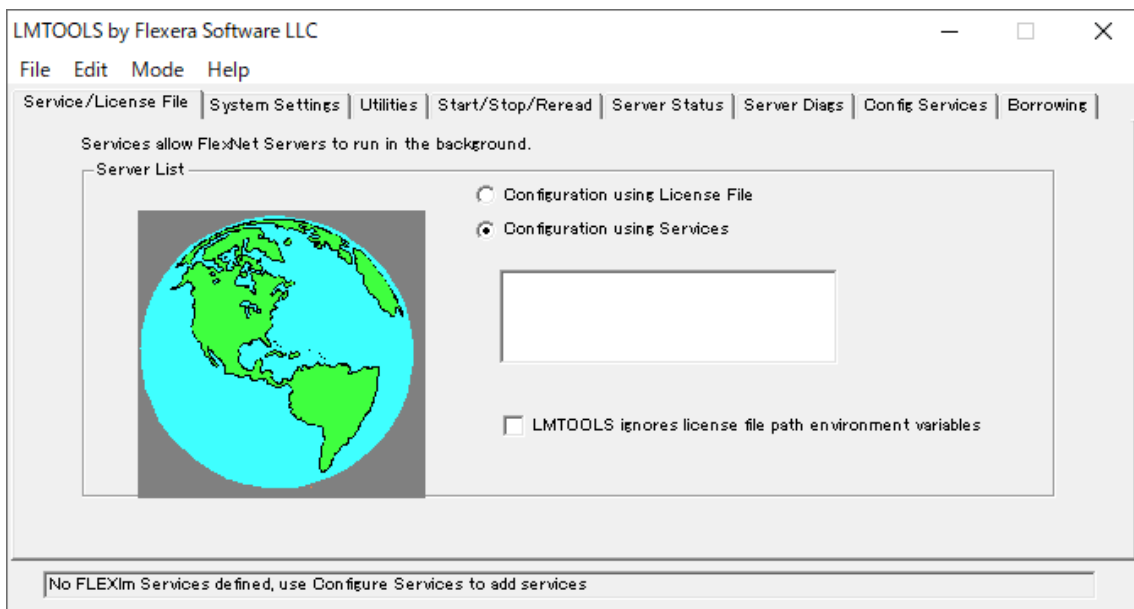 LMTOOLS by Flexera Software LLC
File Edit Mode Help
Service/License File System Settings Utilities Start/Stop/Reread Server Status Server Diags Config Services Borrowing
Services allow FlexNet Servers to run in the background.
Server List
Configuration using License File
Configuration using Services
LMTOOLS ignores license file path environment variables
No FLEXlm Services defined, use Configure Services to add services